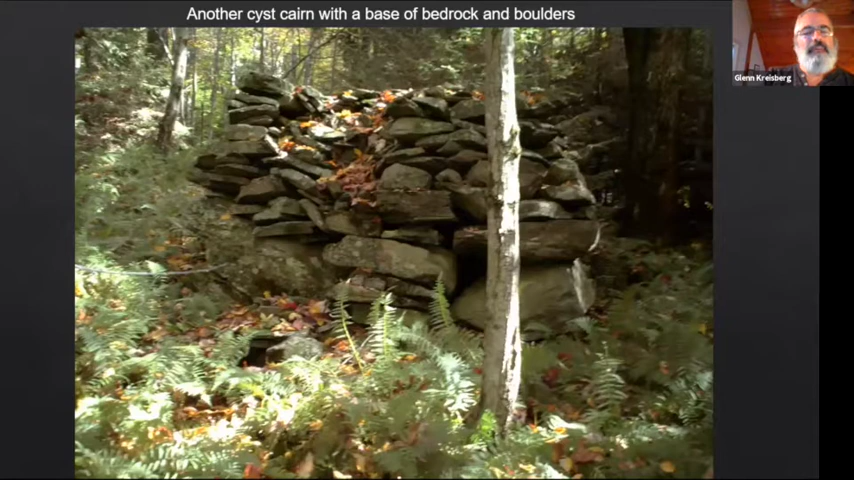 Another cyst cairn with a base of bedrock and boulders
Glenn Kreisberg